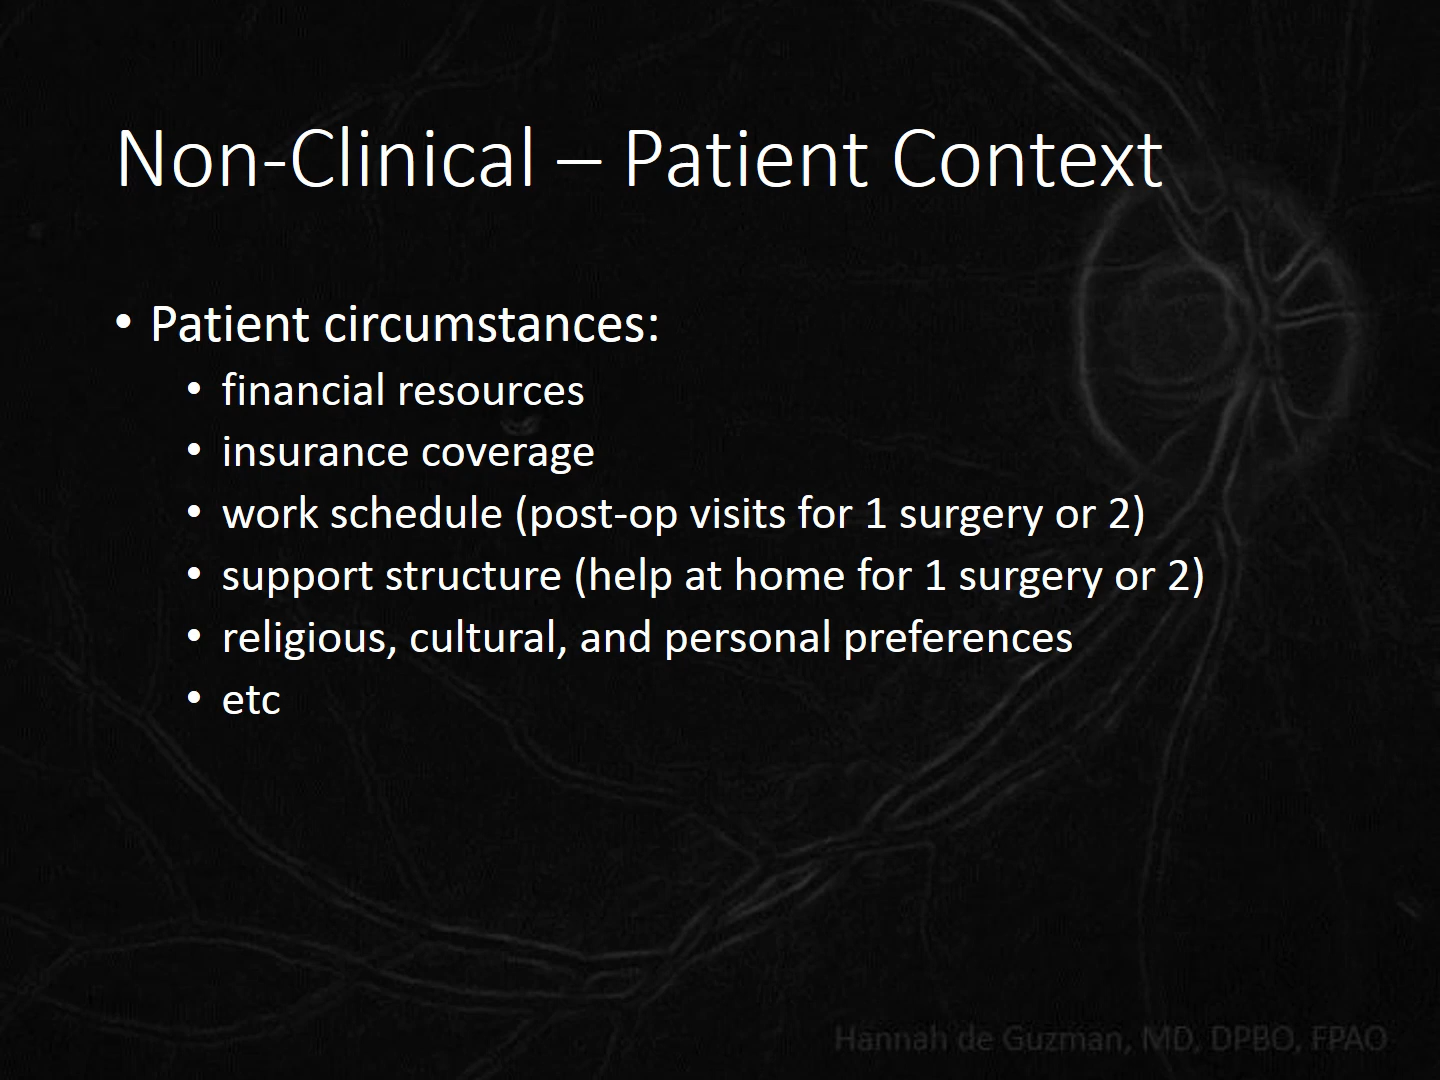 Non-Clinical – Patient Context
• Patient circumstances:
• financial resources
• insurance coverage
• work schedule (post-op visits for 1 surgery or 2)
• support structure (help at home for 1 surgery or 2)
• religious, cultural, and personal preferences
• etc
Hannah de Guzman, MD, DPBO, FPAO